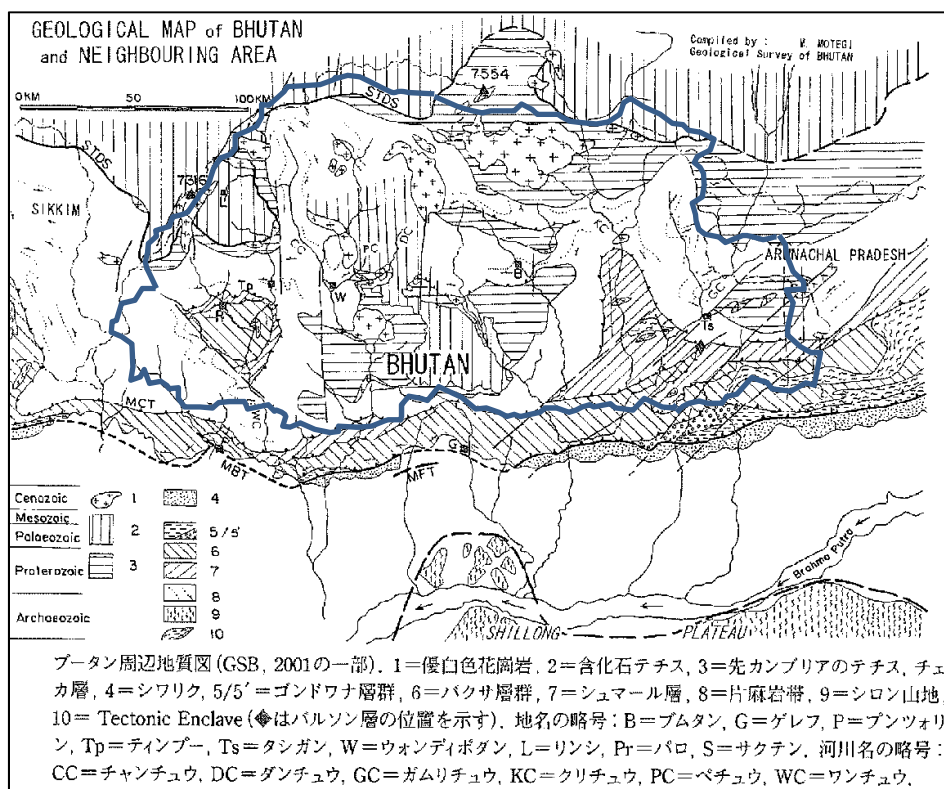 GEOLOGICAL MAP of BHUTAN
and NEIGHBOURING AREA
Compiled by : M. MOTEGI
Geological Survey of BHUTAN
0KM 50 100KM
7554
STDS
STDS
7316
SIKKIM
CC
PC
DC
KC
GC
ARUNACHAL PRADESH
Tp
W
B
Pr
Ts
BHUTAN
MCT
WC
MBT
G
MFT
Cenozoic 1 4
Mesozoic
Palaeozoic 2 5/5'
6
Proterozoic 3 7
8
Archaeozoic 9
10
Brahma Putra
SHILLONG PLATEAU
ブータン周辺地質図(GSB, 2001の一部). 1=優白色花崗岩, 2=含化石テチス, 3=先カンブリアのテチス, チェ
カ層, 4=シワリク, 5/5′=ゴンドワナ層群, 6=バクサ層群, 7=シュマール層, 8=片麻岩帯, 9=シロン山地,
10= Tectonic Enclave(◈はバルソン層の位置を示す). 地名の略号: B=ブムタン, G=ゲレフ, P=プンツォリ
ン, Tp=ティンプー, Ts=タシガン, W=ウォンディポダン, L=リンシ, Pr=パロ, S=サクテン. 河川名の略号:
CC=チャンチュウ, DC=ダンチュウ, GC=ガムリチュウ, KC=クリチュウ, PC=ペチュウ, WC=ワンチュウ,